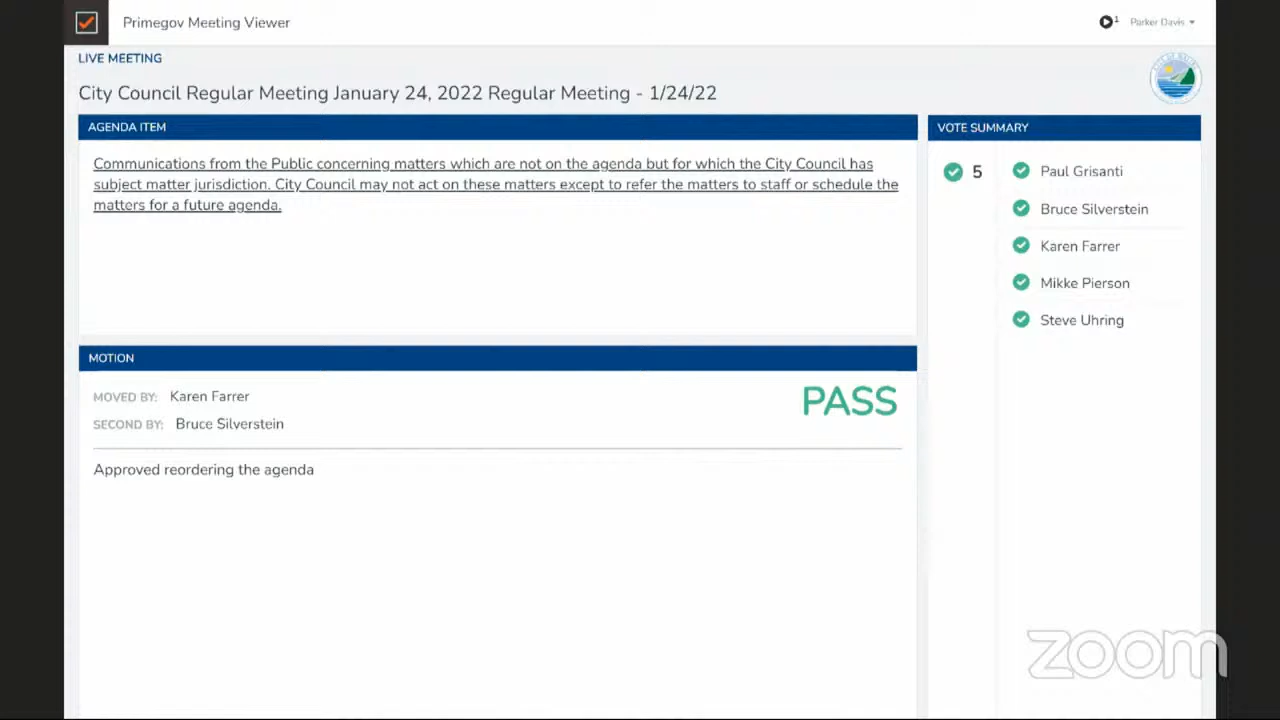 Primegov Meeting Viewer
1
Parker Davis
LIVE MEETING
City Council Regular Meeting January 24, 2022 Regular Meeting - 1/24/22
AGENDA ITEM
Communications from the Public concerning matters which are not on the agenda but for which the City Council has
subject matter jurisdiction. City Council may not act on these matters except to refer the matters to staff or schedule the
matters for a future agenda.
VOTE SUMMARY
5
Paul Grisanti
Bruce Silverstein
Karen Farrer
Mikke Pierson
Steve Uhring
MOTION
MOVED BY: Karen Farrer
SECOND BY: Bruce Silverstein
PASS
Approved reordering the agenda
zoom